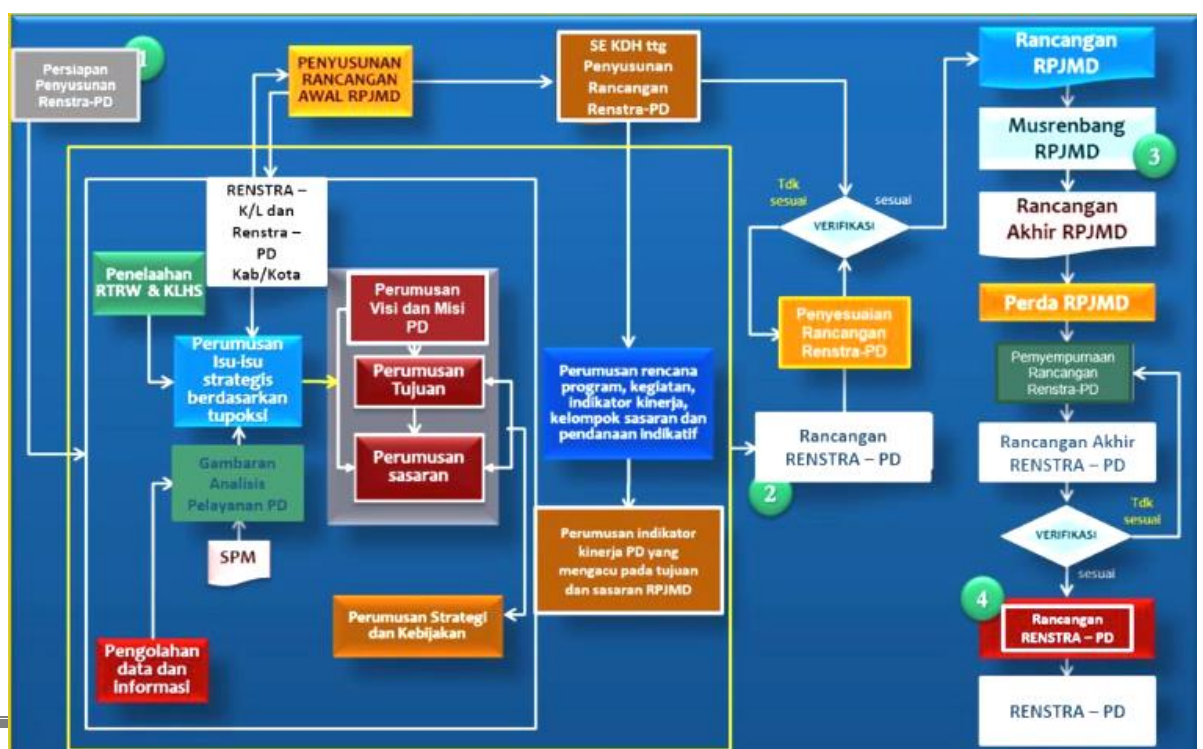 1
Persiapan
Penyusunan
Renstra-PD
PENYUSUNAN
RANCANGAN
AWAL RPJMD
SE KDH ttg
Penyusunan
Rancangan
Renstra-PD
Rancangan
RPJMD
Musrenbang
RPJMD
3
Rancangan
Akhir RPJMD
Perda RPJMD
Pemyempurnaan
Rancangan
Renstra-PD
Rancangan Akhir
RENSTRA – PD
Tdk
sesuai
VERIFIKASI
sesuai
4
Rancangan
RENSTRA – PD
RENSTRA – PD
Tdk
sesuai
sesuai
VERIFIKASI
Penyesuaian
Rancangan
Renstra-PD
Rancangan
RENSTRA – PD
2
RENSTRA –
K/L dan
Renstra –
PD
Kab/Kota
Penelaahan
RTRW & KLHS
Perumusan
Isu-isu
strategis
berdasarkan
tupoksi
Gambaran
Analisis
Pelayanan PD
SPM
Pengolahan
data dan
informasi
Perumusan
Visi dan Misi
PD
Perumusan
Tujuan
Perumusan
sasaran
Perumusan Strategi
dan Kebijakan
Perumusan rencana
program, kegiatan,
indikator kinerja,
kelompok sasaran dan
pendanaan indikatif
Perumusan indikator
kinerja PD yang
mengacu pada tujuan
dan sasaran RPJMD